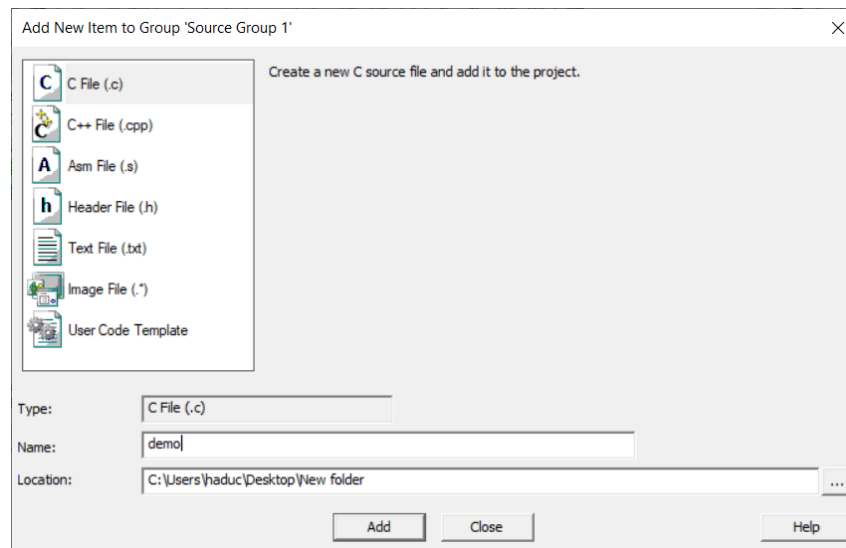 Add New Item to Group 'Source Group 1'
C
C File (.c)
Create a new C source file and add it to the project.
C
C++ File (.cpp)
A
Asm File (.s)
h
Header File (.h)
Text File (.txt)
Image File (.*)
User Code Template
Type:
C File (.c)
Name:
demo
Location:
C:\Users\haduc\Desktop\New folder
...
Add
Close
Help